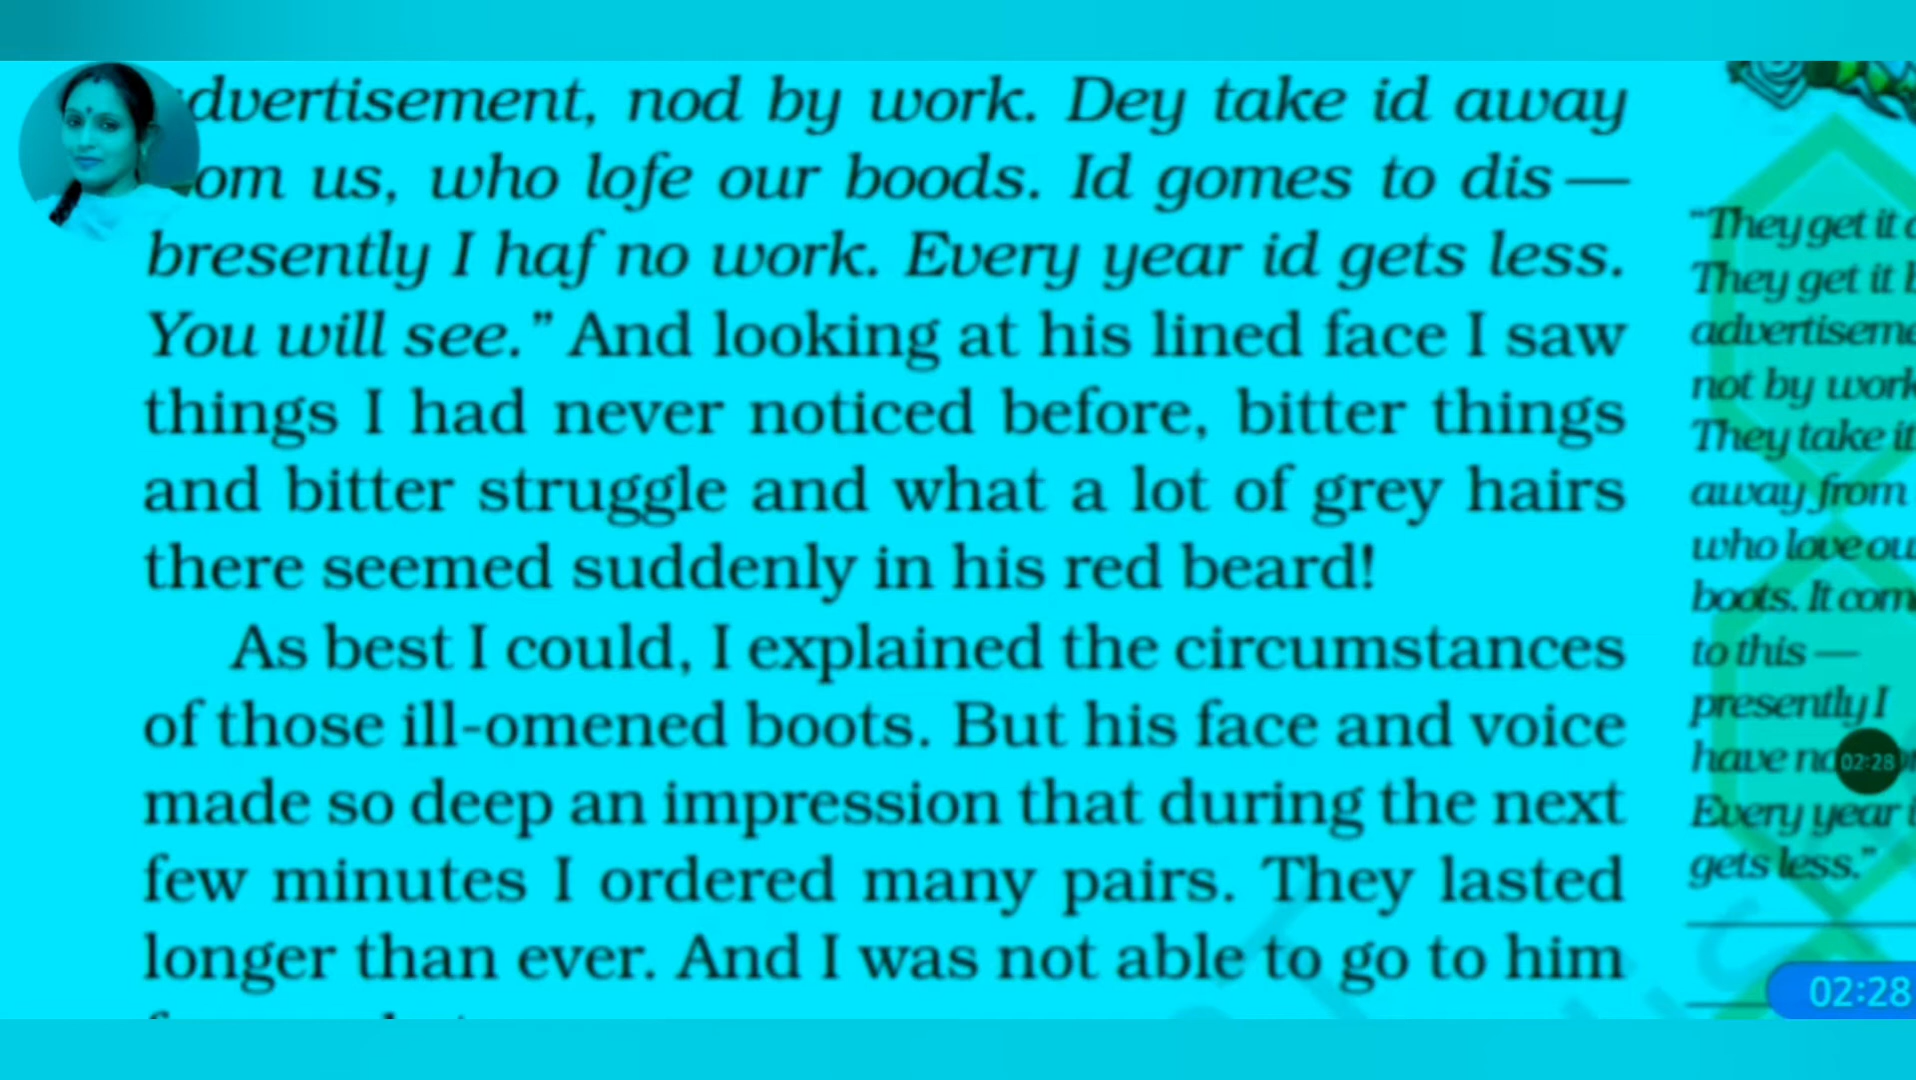 dvertisement, nod by work. Dey take id away
om us, who lofe our boods. Id gomes to dis —
bresently I haf no work. Every year id gets less.
You will see.” And looking at his lined face I saw
things I had never noticed before, bitter things
and bitter struggle and what a lot of grey hairs
there seemed suddenly in his red beard!
As best I could, I explained the circumstances
of those ill-omened boots. But his face and voice
made so deep an impression that during the next
few minutes I ordered many pairs. They lasted
longer than ever. And I was not able to go to him
“They get it
They get it
advertiseme
not by work
They take it
away from
who love ou
boots. It com
to this —
presently I
have no
Every year
gets less.”
02:28
02:28